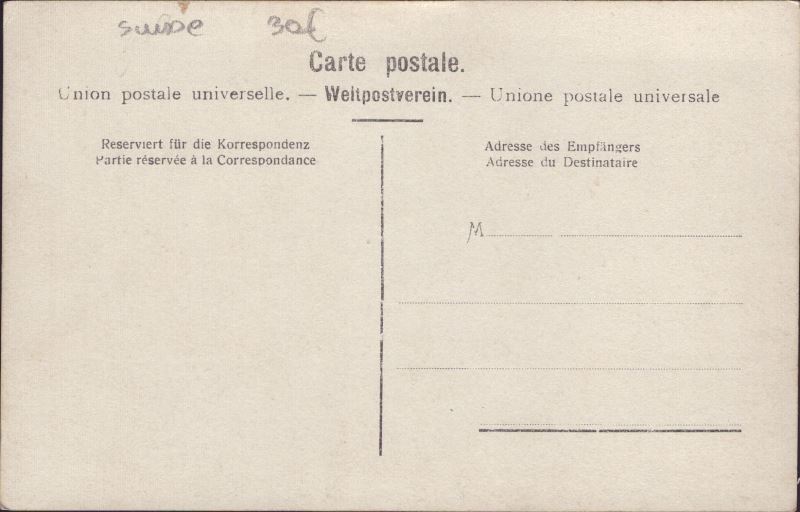 suisse 30€
Carte postale.
Union postale universelle. — Weltpostverein. — Unione postale universale
Reserviert für die Korrespondenz
Partie réservée à la Correspondance
Adresse des Empfängers
Adresse du Destinataire
M